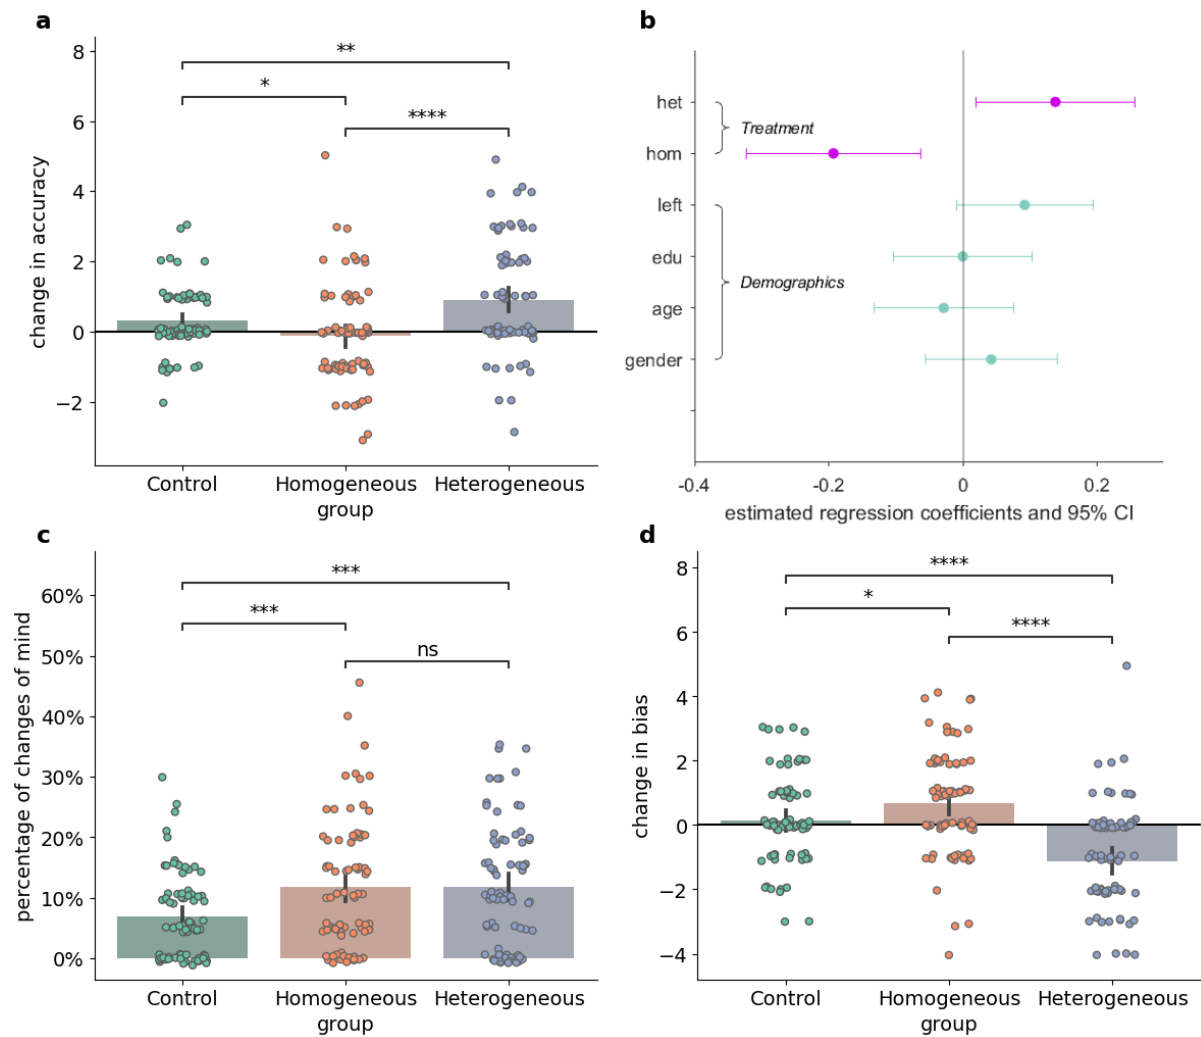 a
change in accuracy
8
6
4
2
0
−2
**
*
****
Control
Homogeneous
Heterogeneous
group
b
het
hom
left
edu
age
gender
Treatment
Demographics
-0.4
-0.2
0
0.2
estimated regression coefficients and 95% CI
c
percentage of changes of mind
60%
50%
40%
30%
20%
10%
0%
***
***
ns
Control
Homogeneous
Heterogeneous
group
d
change in bias
8
6
4
2
0
−2
−4
****
*
****
Control
Homogeneous
Heterogeneous
group